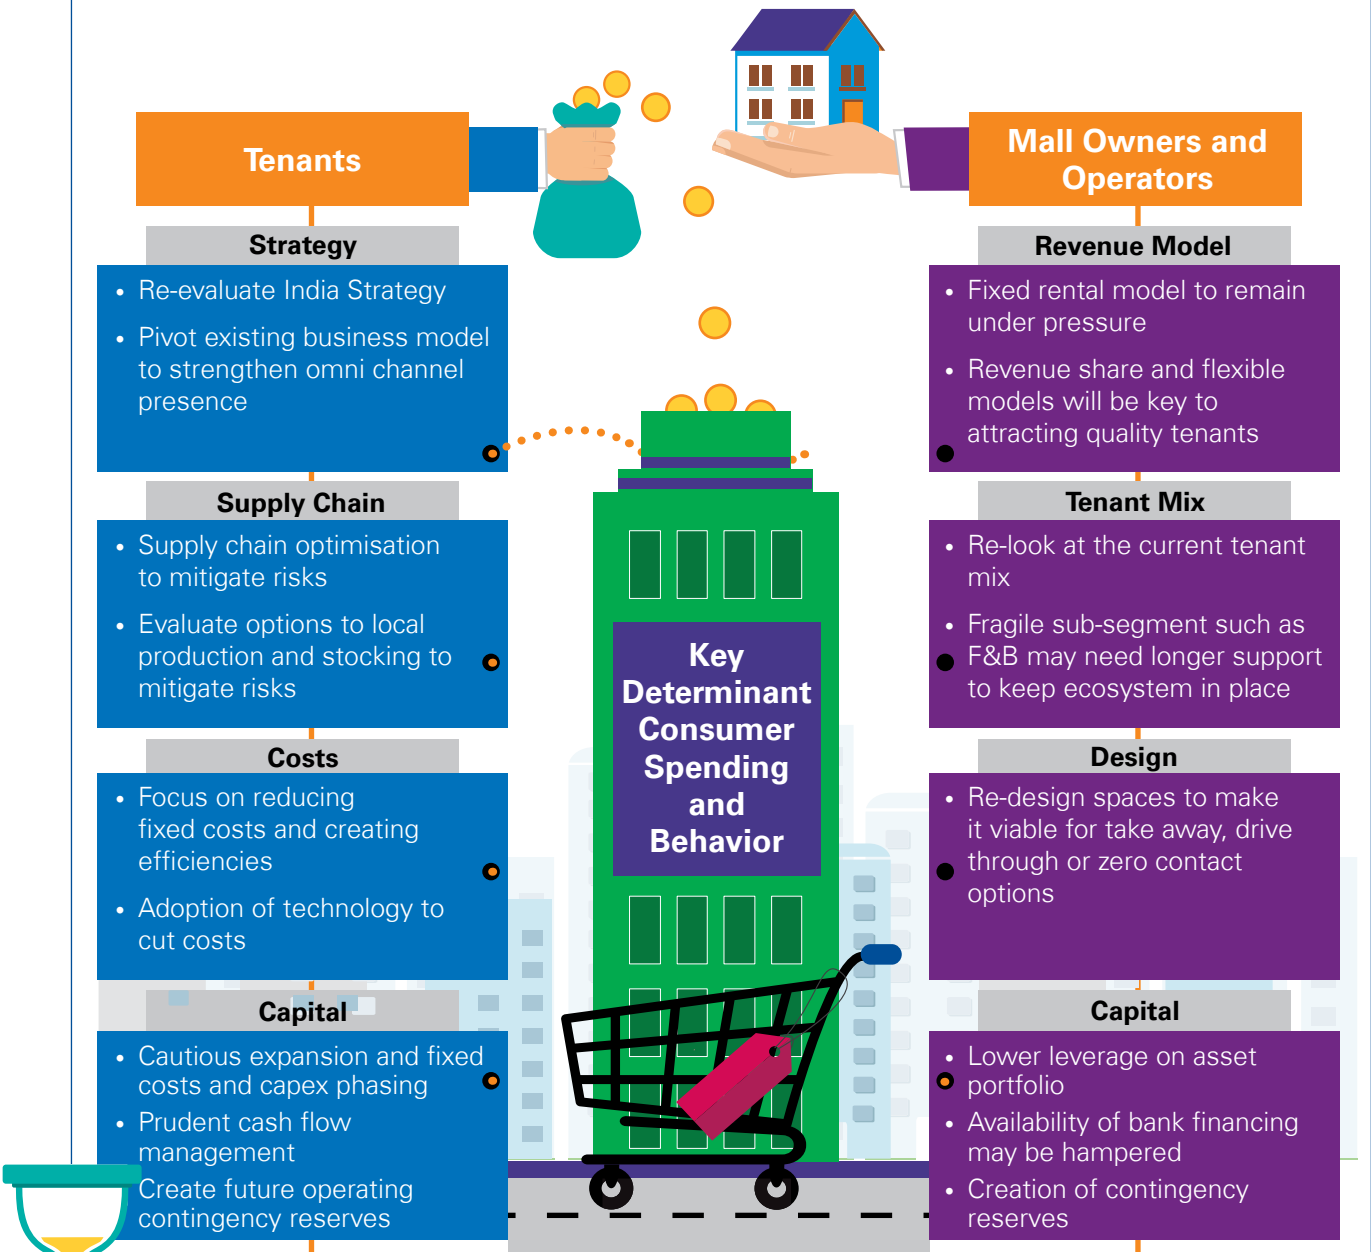 Tenants
Strategy
• Re-evaluate India Strategy
• Pivot existing business model
to strengthen omni channel
presence
Supply Chain
• Supply chain optimisation
to mitigate risks
• Evaluate options to local
production and stocking to
mitigate risks
Costs
• Focus on reducing
fixed costs and creating
efficiencies
• Adoption of technology to
cut costs
Capital
• Cautious expansion and fixed
costs and capex phasing
• Prudent cash flow
management
Create future operating
contingency reserves
Key
Determinant
Consumer
Spending
and
Behavior
Mall Owners and
Operators
Revenue Model
• Fixed rental model to remain
under pressure
• Revenue share and flexible
models will be key to
attracting quality tenants
Tenant Mix
• Re-look at the current tenant
mix
• Fragile sub-segment such as
F&B may need longer support
to keep ecosystem in place
Design
• Re-design spaces to make
it viable for take away, drive
through or zero contact
options
Capital
• Lower leverage on asset
portfolio
• Availability of bank financing
may be hampered
• Creation of contingency
reserves